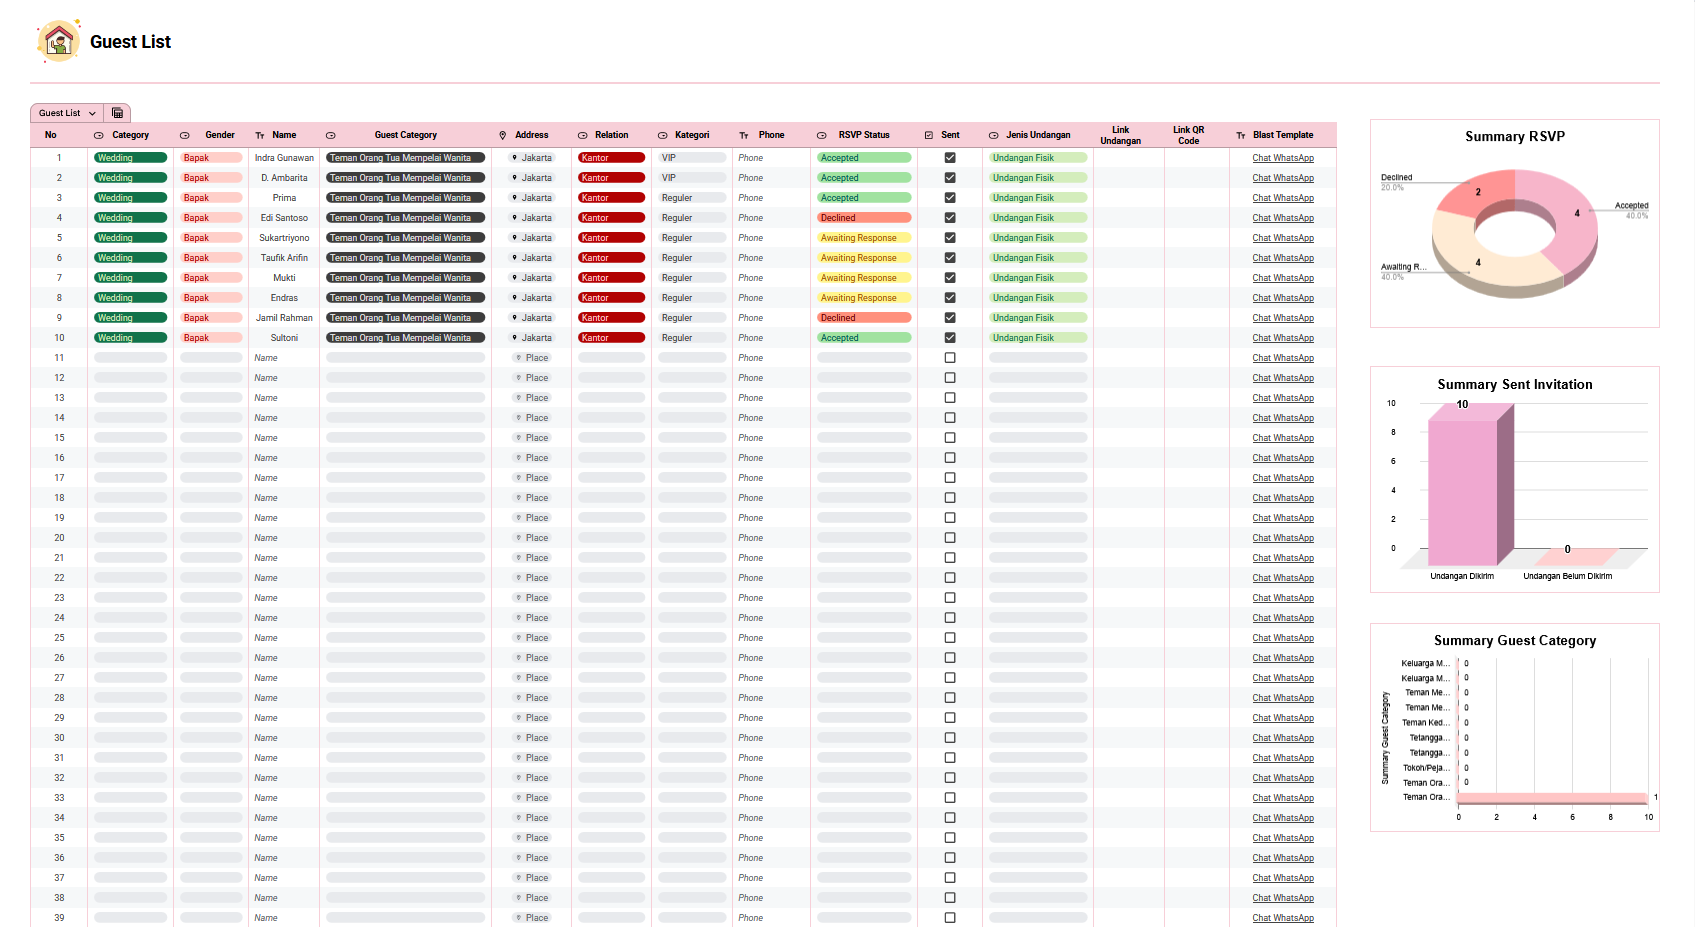 Guest List
Guest List
No Category Gender Name Guest Category Address Relation Kategori Phone RSVP Status Sent Jenis Undangan Link Undangan Link QR Code Blast Template
1 Wedding Bapak Indra Gunawan Teman Orang Tua Mempelai Wanita Jakarta Kantor VIP Phone Accepted Undangan Fisik Chat WhatsApp
2 Wedding Bapak D. Ambarita Teman Orang Tua Mempelai Wanita Jakarta Kantor VIP Phone Accepted Undangan Fisik Chat WhatsApp
3 Wedding Bapak Prima Teman Orang Tua Mempelai Wanita Jakarta Kantor Reguler Phone Accepted Undangan Fisik Chat WhatsApp
4 Wedding Bapak Edi Santoso Teman Orang Tua Mempelai Wanita Jakarta Kantor Reguler Phone Declined Undangan Fisik Chat WhatsApp
5 Wedding Bapak Sukartriyono Teman Orang Tua Mempelai Wanita Jakarta Kantor Reguler Phone Awaiting Response Undangan Fisik Chat WhatsApp
6 Wedding Bapak Taufik Arifin Teman Orang Tua Mempelai Wanita Jakarta Kantor Reguler Phone Awaiting Response Undangan Fisik Chat WhatsApp
7 Wedding Bapak Mukti Teman Orang Tua Mempelai Wanita Jakarta Kantor Reguler Phone Awaiting Response Undangan Fisik Chat WhatsApp
8 Wedding Bapak Endras Teman Orang Tua Mempelai Wanita Jakarta Kantor Reguler Phone Awaiting Response Undangan Fisik Chat WhatsApp
9 Wedding Bapak Jamil Rahman Teman Orang Tua Mempelai Wanita Jakarta Kantor Reguler Phone Declined Undangan Fisik Chat WhatsApp
10 Wedding Bapak Sultoni Teman Orang Tua Mempelai Wanita Jakarta Kantor Reguler Phone Accepted Undangan Fisik Chat WhatsApp
11 Name Place Phone Chat WhatsApp
12 Name Place Phone Chat WhatsApp
13 Name Place Phone Chat WhatsApp
14 Name Place Phone Chat WhatsApp
15 Name Place Phone Chat WhatsApp
16 Name Place Phone Chat WhatsApp
17 Name Place Phone Chat WhatsApp
18 Name Place Phone Chat WhatsApp
19 Name Place Phone Chat WhatsApp
20 Name Place Phone Chat WhatsApp
21 Name Place Phone Chat WhatsApp
22 Name Place Phone Chat WhatsApp
23 Name Place Phone Chat WhatsApp
24 Name Place Phone Chat WhatsApp
25 Name Place Phone Chat WhatsApp
26 Name Place Phone Chat WhatsApp
27 Name Place Phone Chat WhatsApp
28 Name Place Phone Chat WhatsApp
29 Name Place Phone Chat WhatsApp
30 Name Place Phone Chat WhatsApp
31 Name Place Phone Chat WhatsApp
32 Name Place Phone Chat WhatsApp
33 Name Place Phone Chat WhatsApp
34 Name Place Phone Chat WhatsApp
35 Name Place Phone Chat WhatsApp
36 Name Place Phone Chat WhatsApp
37 Name Place Phone Chat WhatsApp
38 Name Place Phone Chat WhatsApp
39 Name Place Phone Chat WhatsApp
Summary RSVP
Declined
20.0%
2
4
Accepted
40.0%
Awaiting R...
40.0%
4
Summary Sent Invitation
10
10
8
6
4
2
0
0
Undangan Dikirim Undangan Belum Dikirim
Summary Guest Category
Summary Guest Category
Keluarga M... 0
Keluarga M... 0
Teman Me... 0
Teman Me... 0
Teman Ked... 0
Tetangga... 0
Tetangga... 0
Tokoh/Peja... 0
Teman Ora... 0
Teman Ora... 1
0 2 4 6 8 10